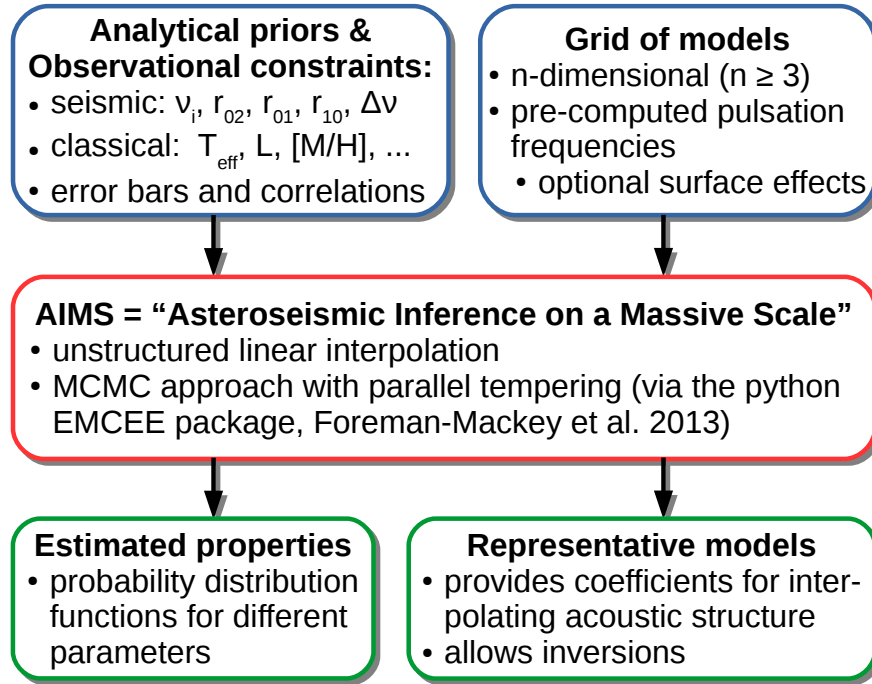 Analytical priors &
Observational constraints:
• seismic: νᵢ, r₀₂, r₀₁, r₁₀, Δν
• classical: T_eff, L, [M/H], ...
• error bars and correlations
Grid of models
• n-dimensional (n ≥ 3)
• pre-computed pulsation
frequencies
• optional surface effects
AIMS = “Asteroseismic Inference on a Massive Scale”
• unstructured linear interpolation
• MCMC approach with parallel tempering (via the python
EMCEE package, Foreman-Mackey et al. 2013)
Estimated properties
• probability distribution
functions for different
parameters
Representative models
• provides coefficients for inter-
polating acoustic structure
• allows inversions